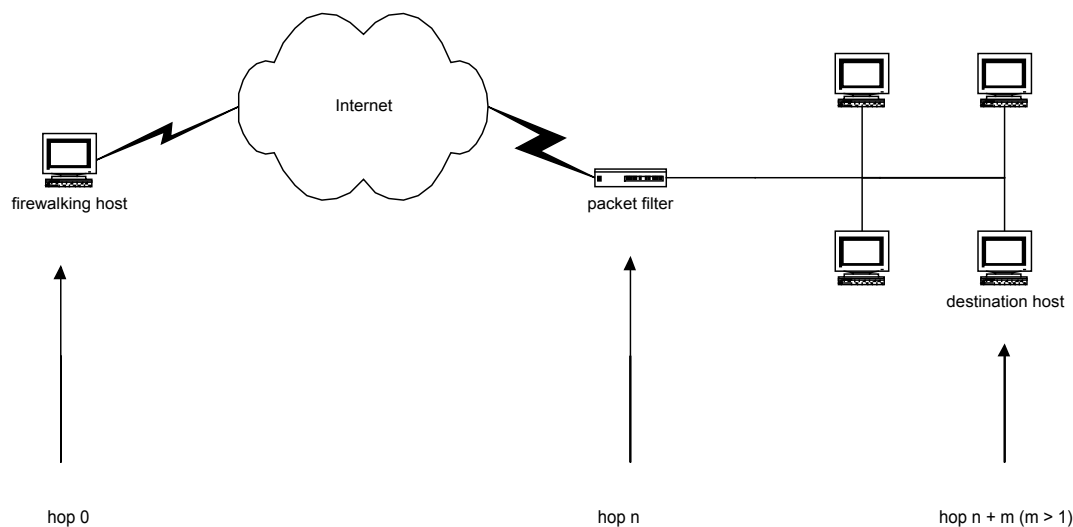 Internet
firewalking host
packet filter
destination host
hop 0
hop n
hop n + m (m > 1)